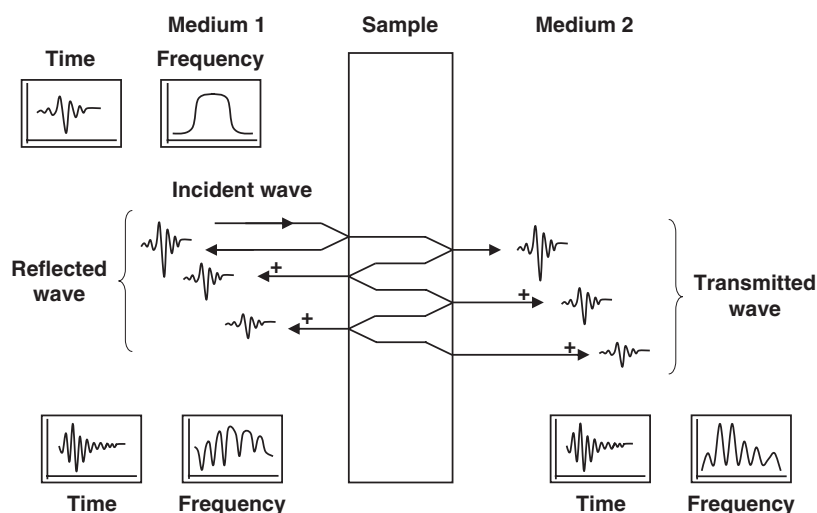 Medium 1 Sample Medium 2
Time Frequency
Incident wave
Reflected
wave
+
+
+
+
Transmitted
wave
Time Frequency
Time Frequency